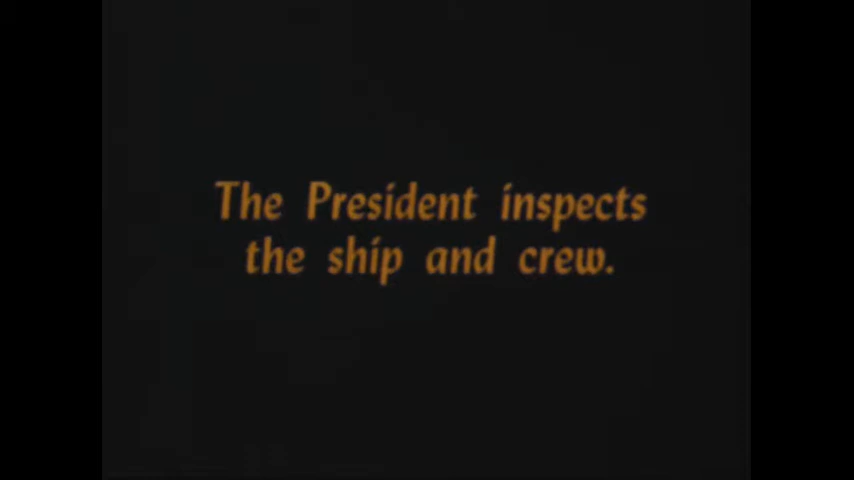 The President inspects
the ship and crew.